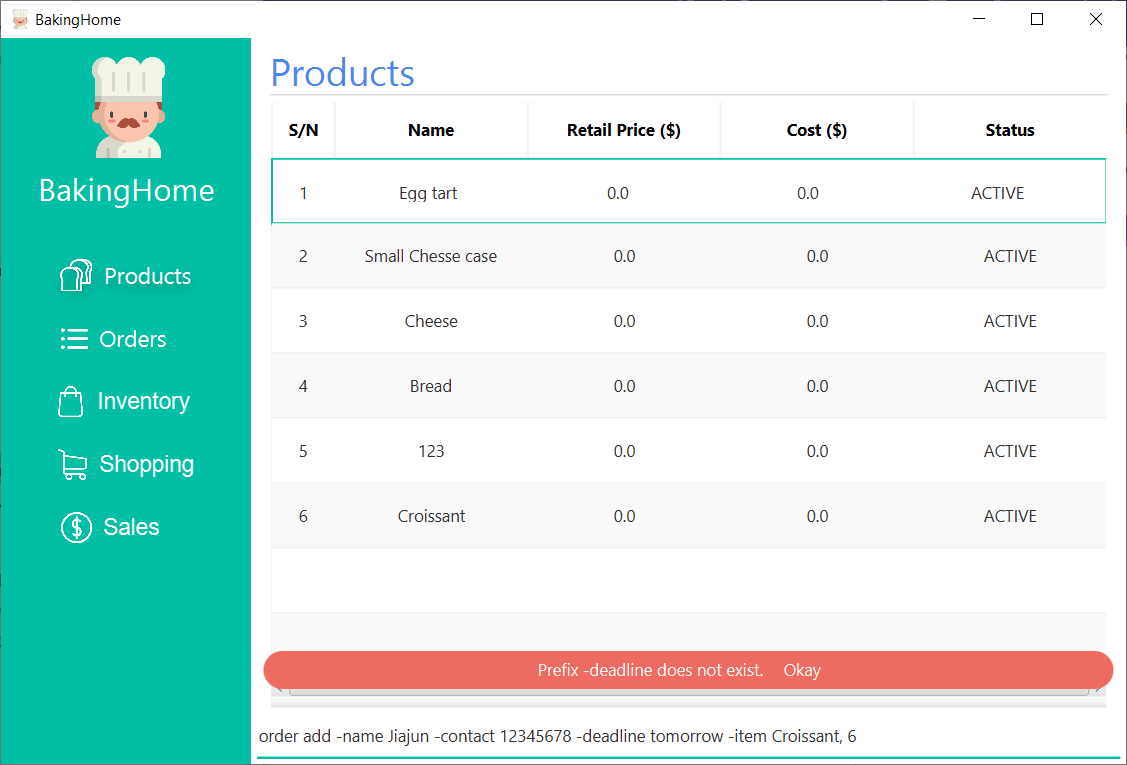 BakingHome
BakingHome
Products
Orders
Inventory
Shopping
Sales
Products
S/N Name Retail Price ($) Cost ($) Status
1 Egg tart 0.0 0.0 ACTIVE
2 Small Chesse case 0.0 0.0 ACTIVE
3 Cheese 0.0 0.0 ACTIVE
4 Bread 0.0 0.0 ACTIVE
5 123 0.0 0.0 ACTIVE
6 Croissant 0.0 0.0 ACTIVE
Prefix -deadline does not exist. Okay
order add -name Jiajun -contact 12345678 -deadline tomorrow -item Croissant, 6